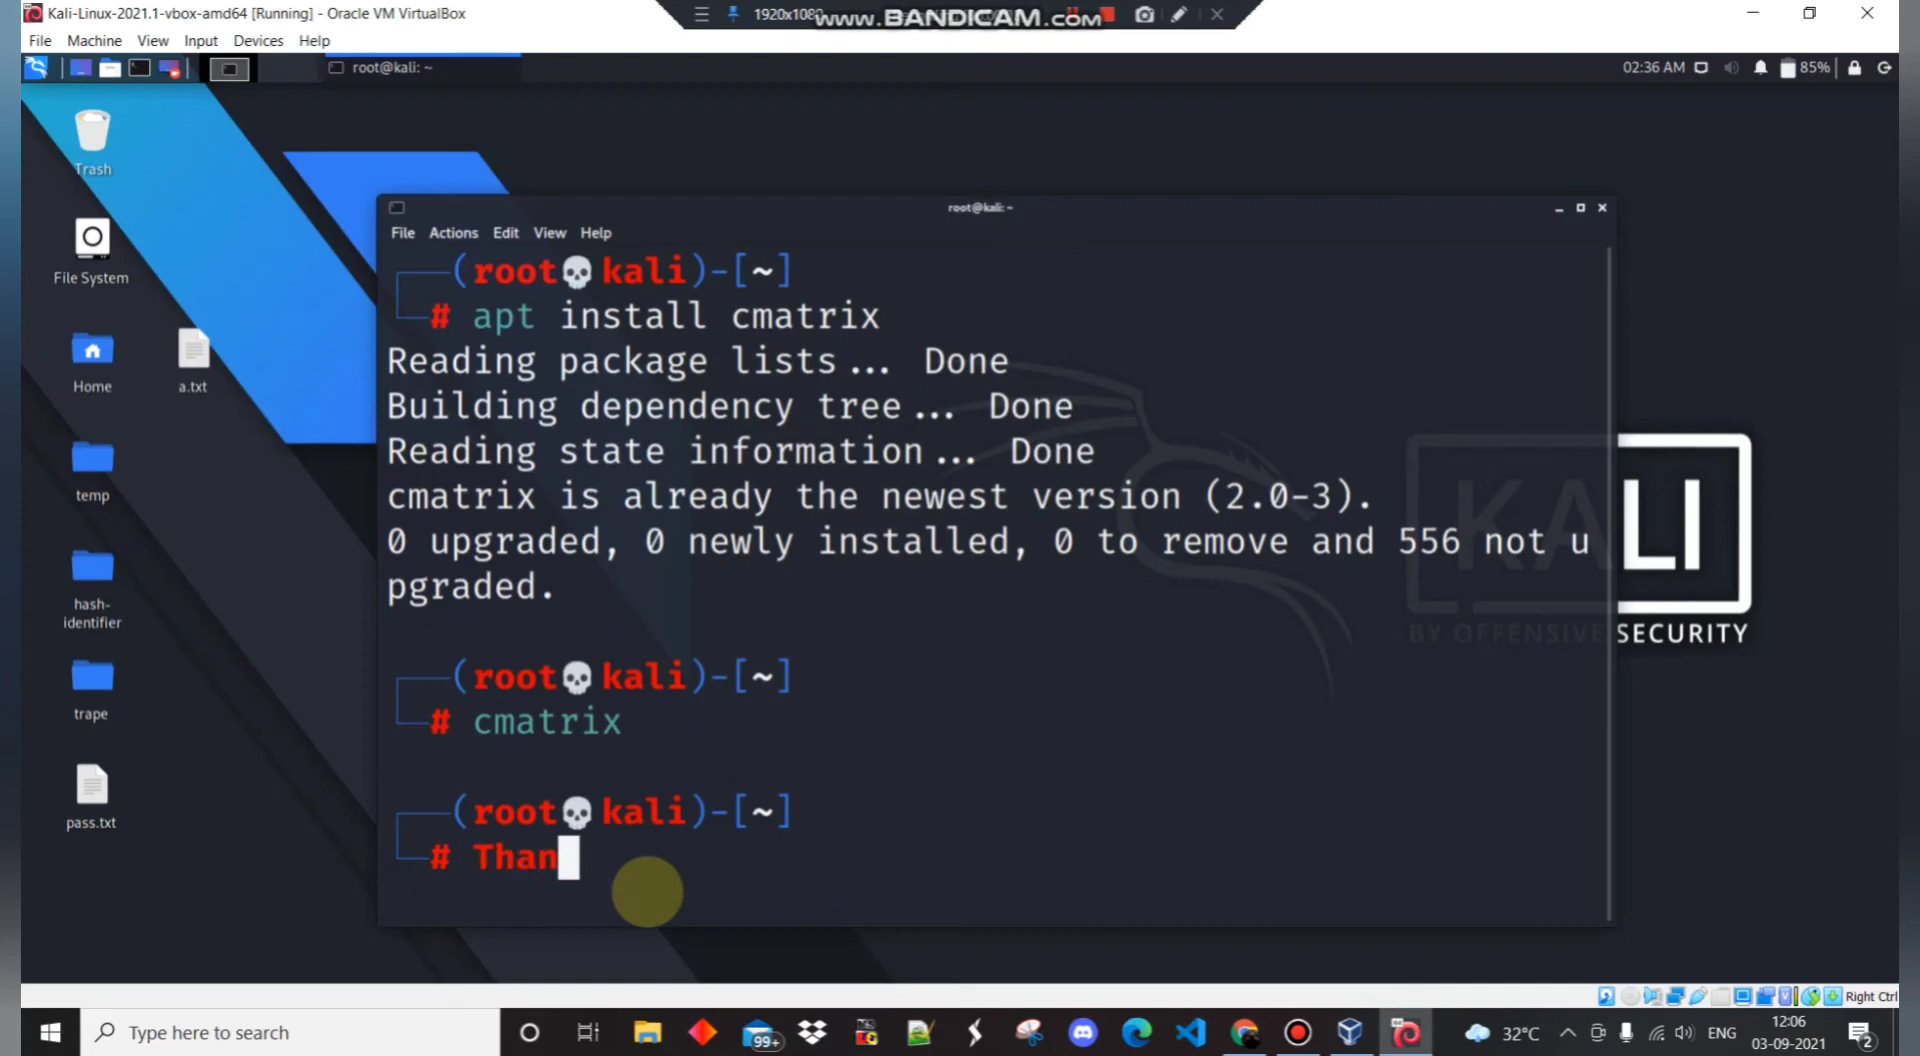 Kali-Linux-2021.1-vbox-amd64 [Running] - Oracle VM VirtualBox
1920x1080
www.BANDICAM.com
File Machine View Input Devices Help
root@kali: ~
02:36 AM
85%
Trash
File System
Home
a.txt
temp
hash-
identifier
trape
pass.txt
root@kali: ~
File Actions Edit View Help
(root💀kali)-[~]
# apt install cmatrix
Reading package lists... Done
Building dependency tree... Done
Reading state information... Done
cmatrix is already the newest version (2.0-3).
0 upgraded, 0 newly installed, 0 to remove and 556 not u
pgraded.
(root💀kali)-[~]
# cmatrix
(root💀kali)-[~]
# Than
KALI
BY OFFENSIVE SECURITY
Right Ctrl
Type here to search
99+
32°C
ENG
12:06
03-09-2021
2